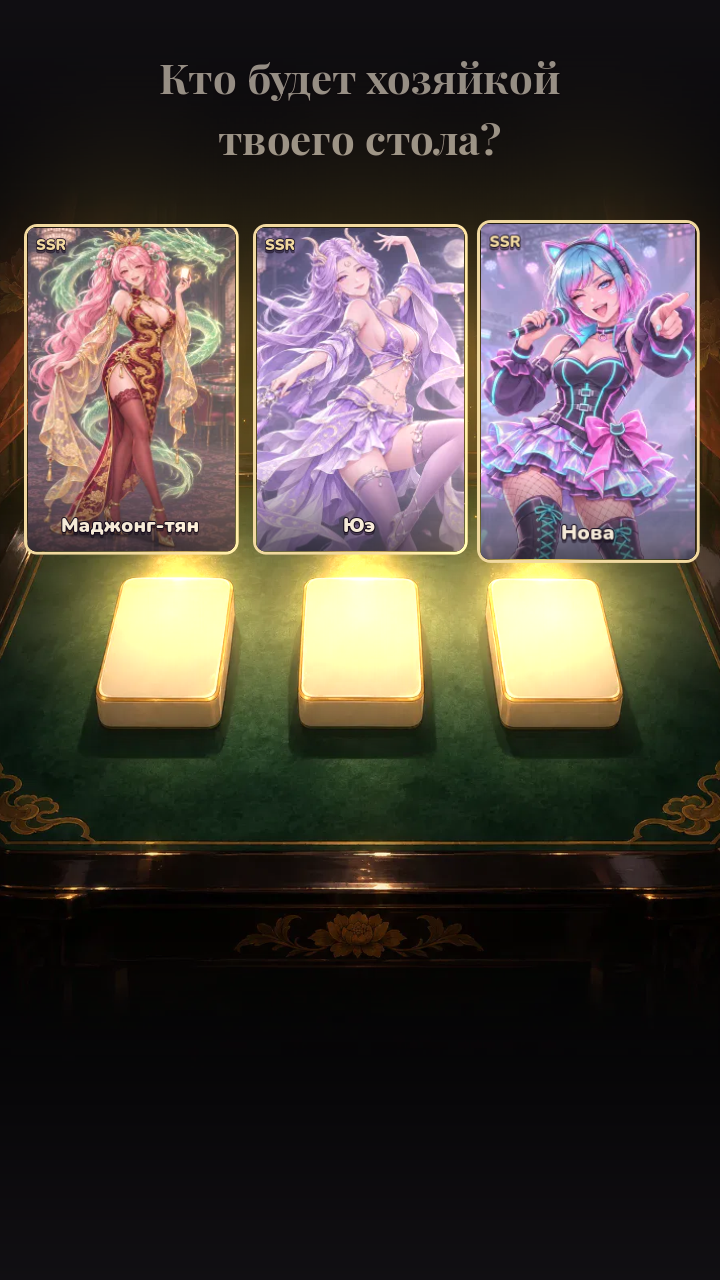 Кто будет хозяйкой
твоего стола?
SSR
SSR
SSR
Маджонг-тян
Юэ
Нова